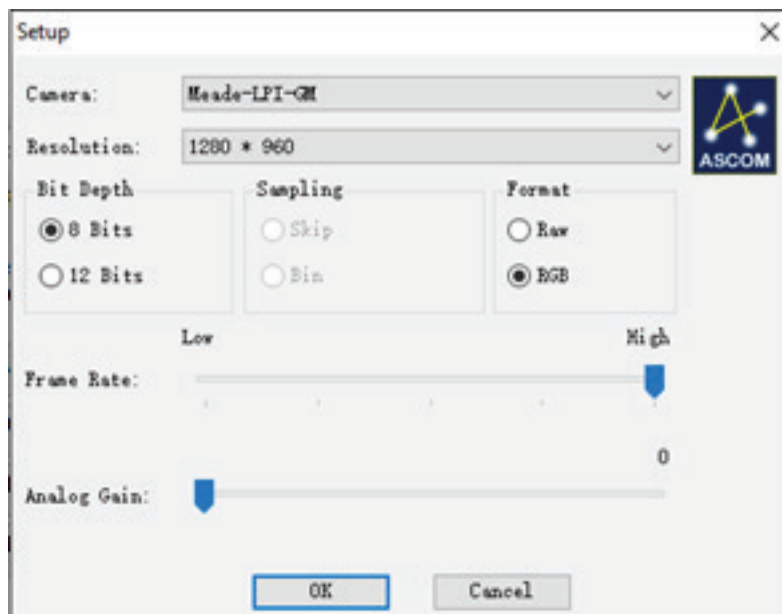 Setup
Camera: Meade-LPI-GM
Resolution: 1280 * 960
ASCOM
Bit Depth Sampling Format
8 Bits Skip Raw
12 Bits Bin RGB
Low High
Frame Rate:
0
Analog Gain:
OK Cancel